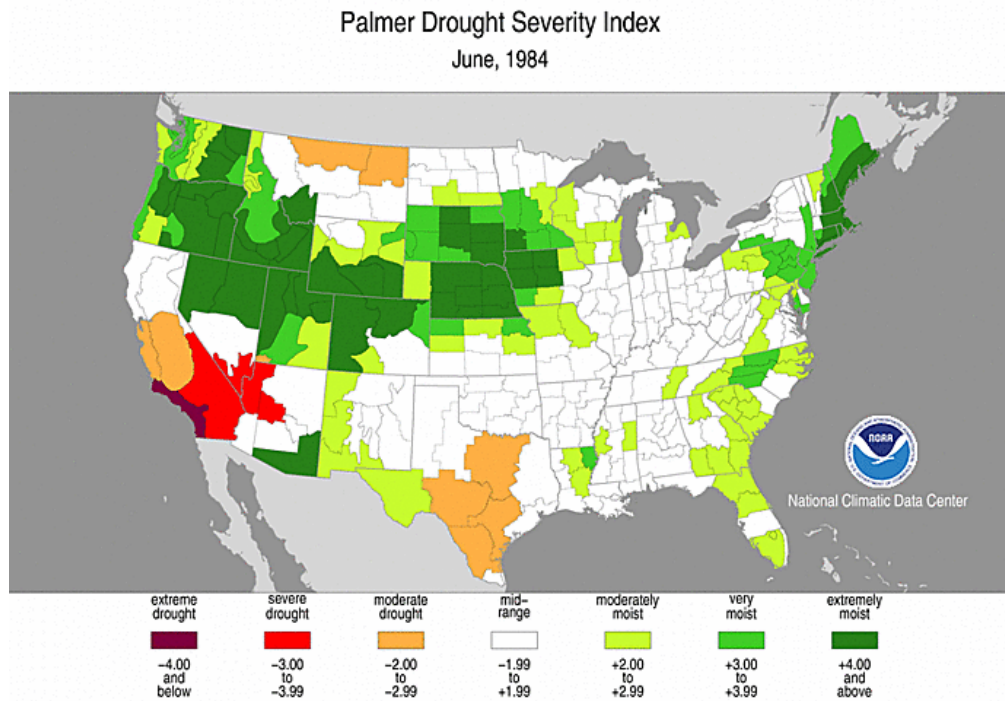 Palmer Drought Severity Index
June, 1984
NOAA
National Climatic Data Center
extreme
drought
−4.00
and
below
severe
drought
−3.00
to
−3.99
moderate
drought
−2.00
to
−2.99
mid–
range
−1.99
to
+1.99
moderately
moist
+2.00
to
+2.99
very
moist
+3.00
to
+3.99
extremely
moist
+4.00
and
above